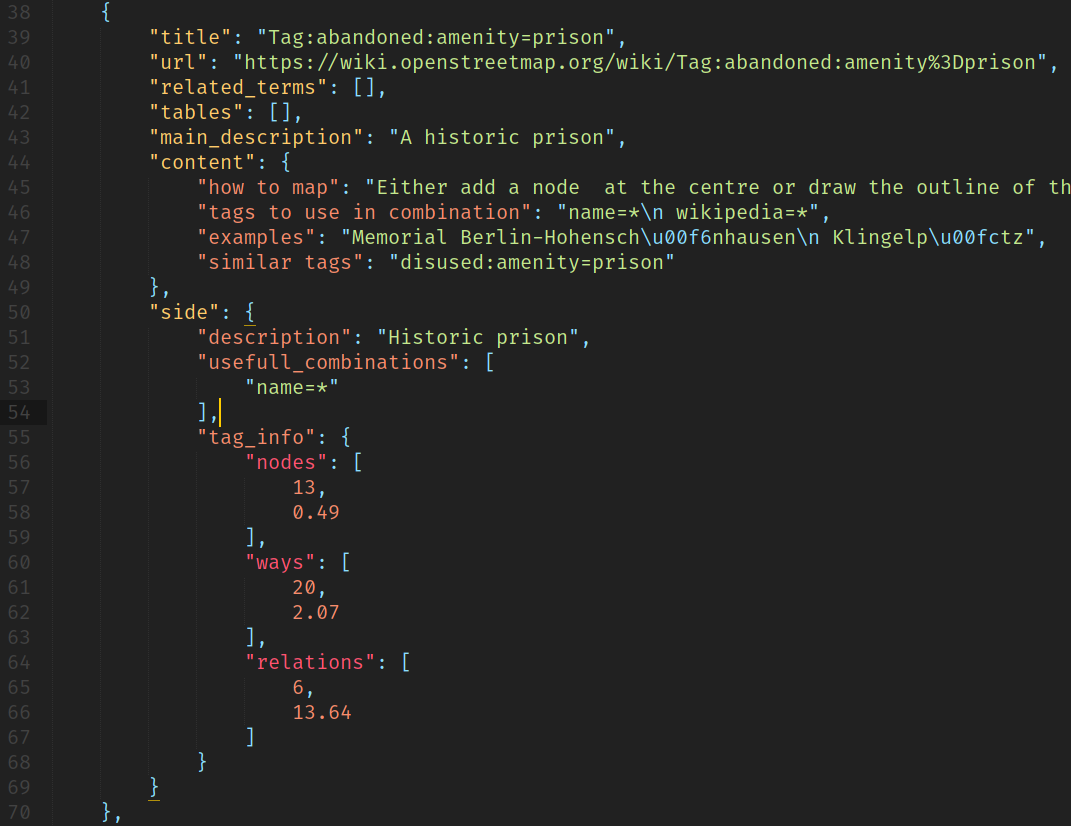 38 {
39 "title": "Tag:abandoned:amenity=prison",
40 "url": "https://wiki.openstreetmap.org/wiki/Tag:abandoned:amenity%3Dprison",
41 "related_terms": [],
42 "tables": [],
43 "main_description": "A historic prison",
44 "content": {
45 "how to map": "Either add a node  at the centre or draw the outline of th
46 "tags to use in combination": "name=*\n wikipedia=*",
47 "examples": "Memorial Berlin-Hohensch\u00f6nhausen\n Klingelp\u00fctz",
48 "similar tags": "disused:amenity=prison"
49 },
50 "side": {
51 "description": "Historic prison",
52 "usefull_combinations": [
53 "name=*"
54 ],
55 "tag_info": {
56 "nodes": [
57 13,
58 0.49
59 ],
60 "ways": [
61 20,
62 2.07
63 ],
64 "relations": [
65 6,
66 13.64
67 ]
68 }
69 }
70 },